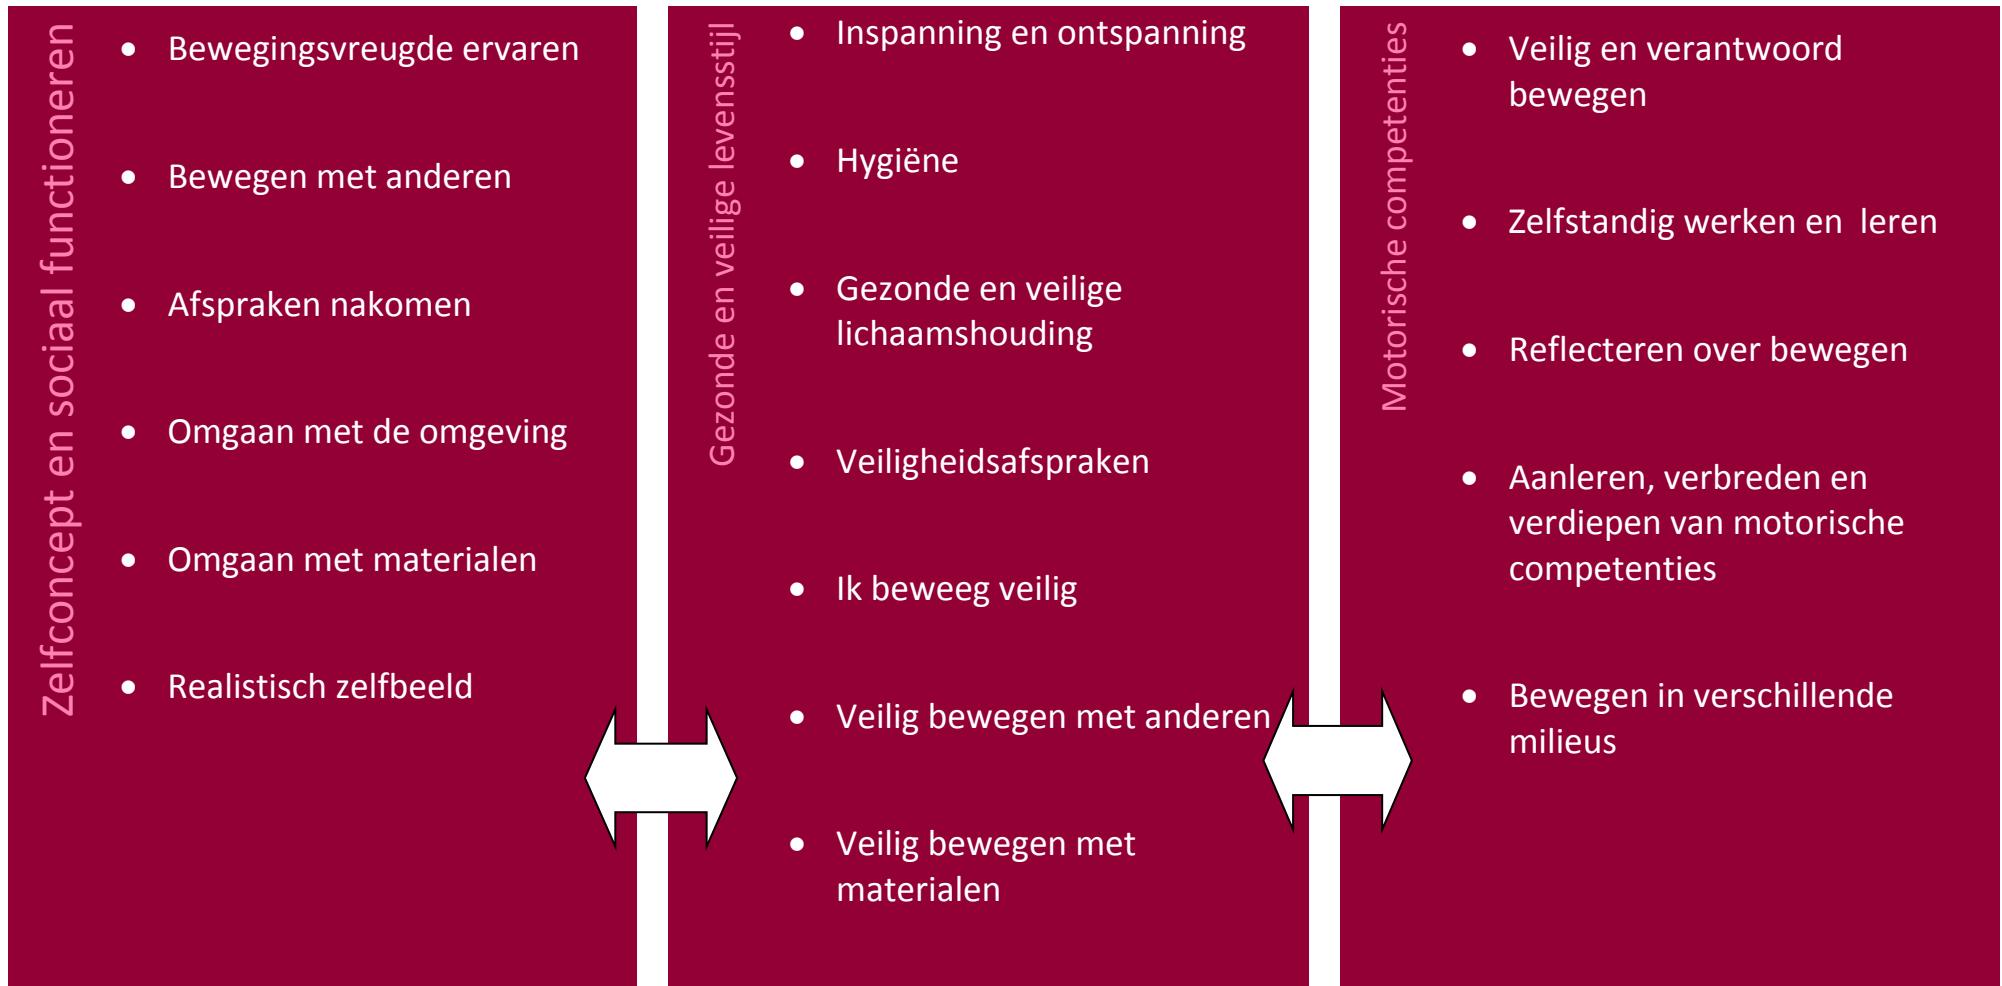 Zelfconcept en sociaal functioneren
Bewegingsvreugde ervaren
Bewegen met anderen
Afspraken nakomen
Omgaan met de omgeving
Omgaan met materialen
Realistisch zelfbeeld
Gezonde en veilige levensstijl
Inspanning en ontspanning
Hygiëne
Gezonde en veilige
lichaamshouding
Veiligheidsafspraken
Ik beweeg veilig
Veilig bewegen met anderen
Veilig bewegen met
materialen
Motorische competenties
Veilig en verantwoord
bewegen
Zelfstandig werken en  leren
Reflecteren over bewegen
Aanleren, verbreden en
verdiepen van motorische
competenties
Bewegen in verschillende
milieus